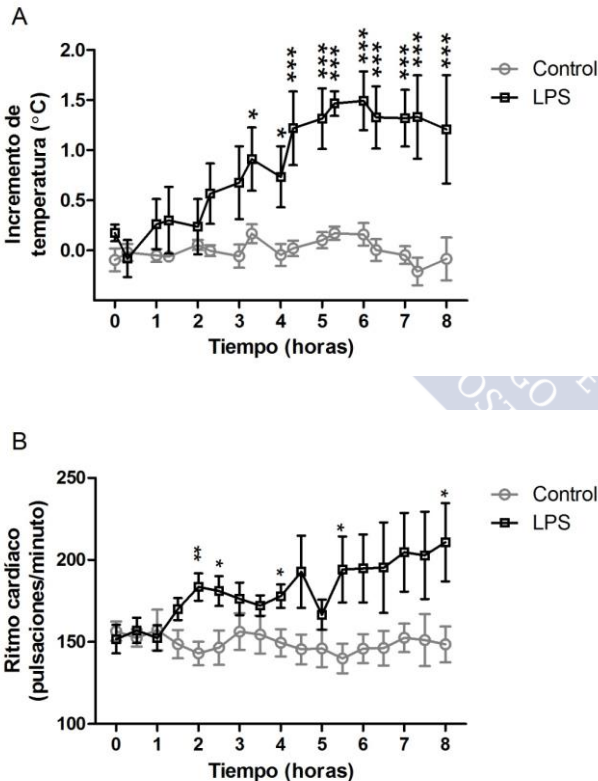 A
Incremento de
temperatura (°C)
2.0
1.5
1.0
0.5
0.0
* * *** *** *** *** *** *** *** ***
Control
LPS
0 1 2 3 4 5 6 7 8
Tiempo (horas)
GO E
OST
B
Ritmo cardíaco
(pulsaciones/minuto)
250
200
150
100
** * * * *
Control
LPS
0 1 2 3 4 5 6 7 8
Tiempo (horas)